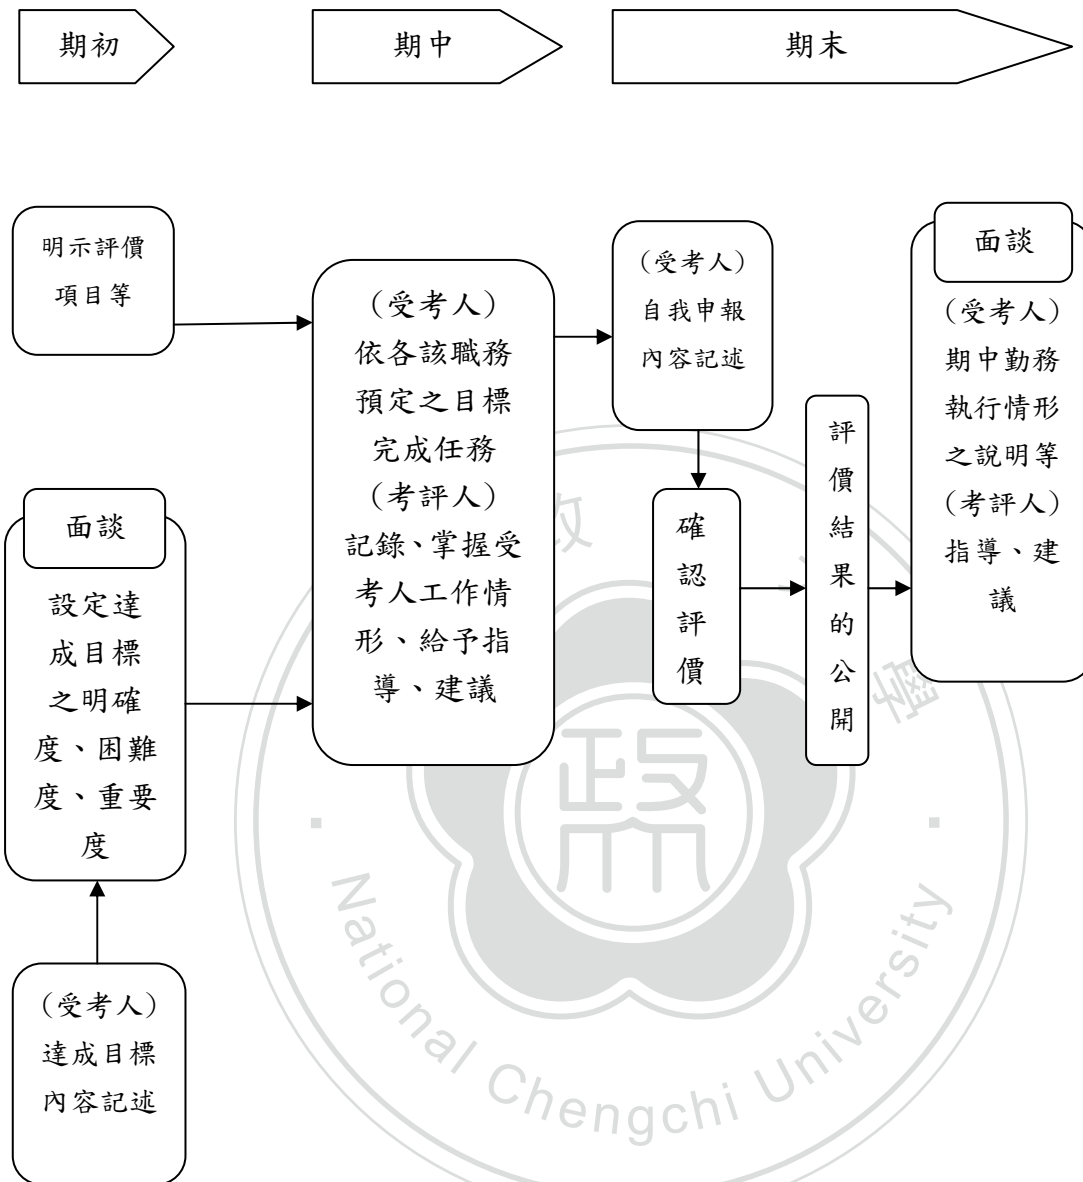 期初
期中
期末
明示評價
項目等
面談
設定達
成目標
之明確
度、困難
度、重要
度
(受考人)
達成目標
內容記述
(受考人)
依各該職務
預定之目標
完成任務
(考評人)
記錄、掌握受
考人工作情
形、給予指
導、建議
(受考人)
自我申報
內容記述
確
認
評
價
評
價
結
果
的
公
開
面談
(受考人)
期中勤務
執行情形
之說明等
(考評人)
指導、建
議
政
學
National Chengchi University